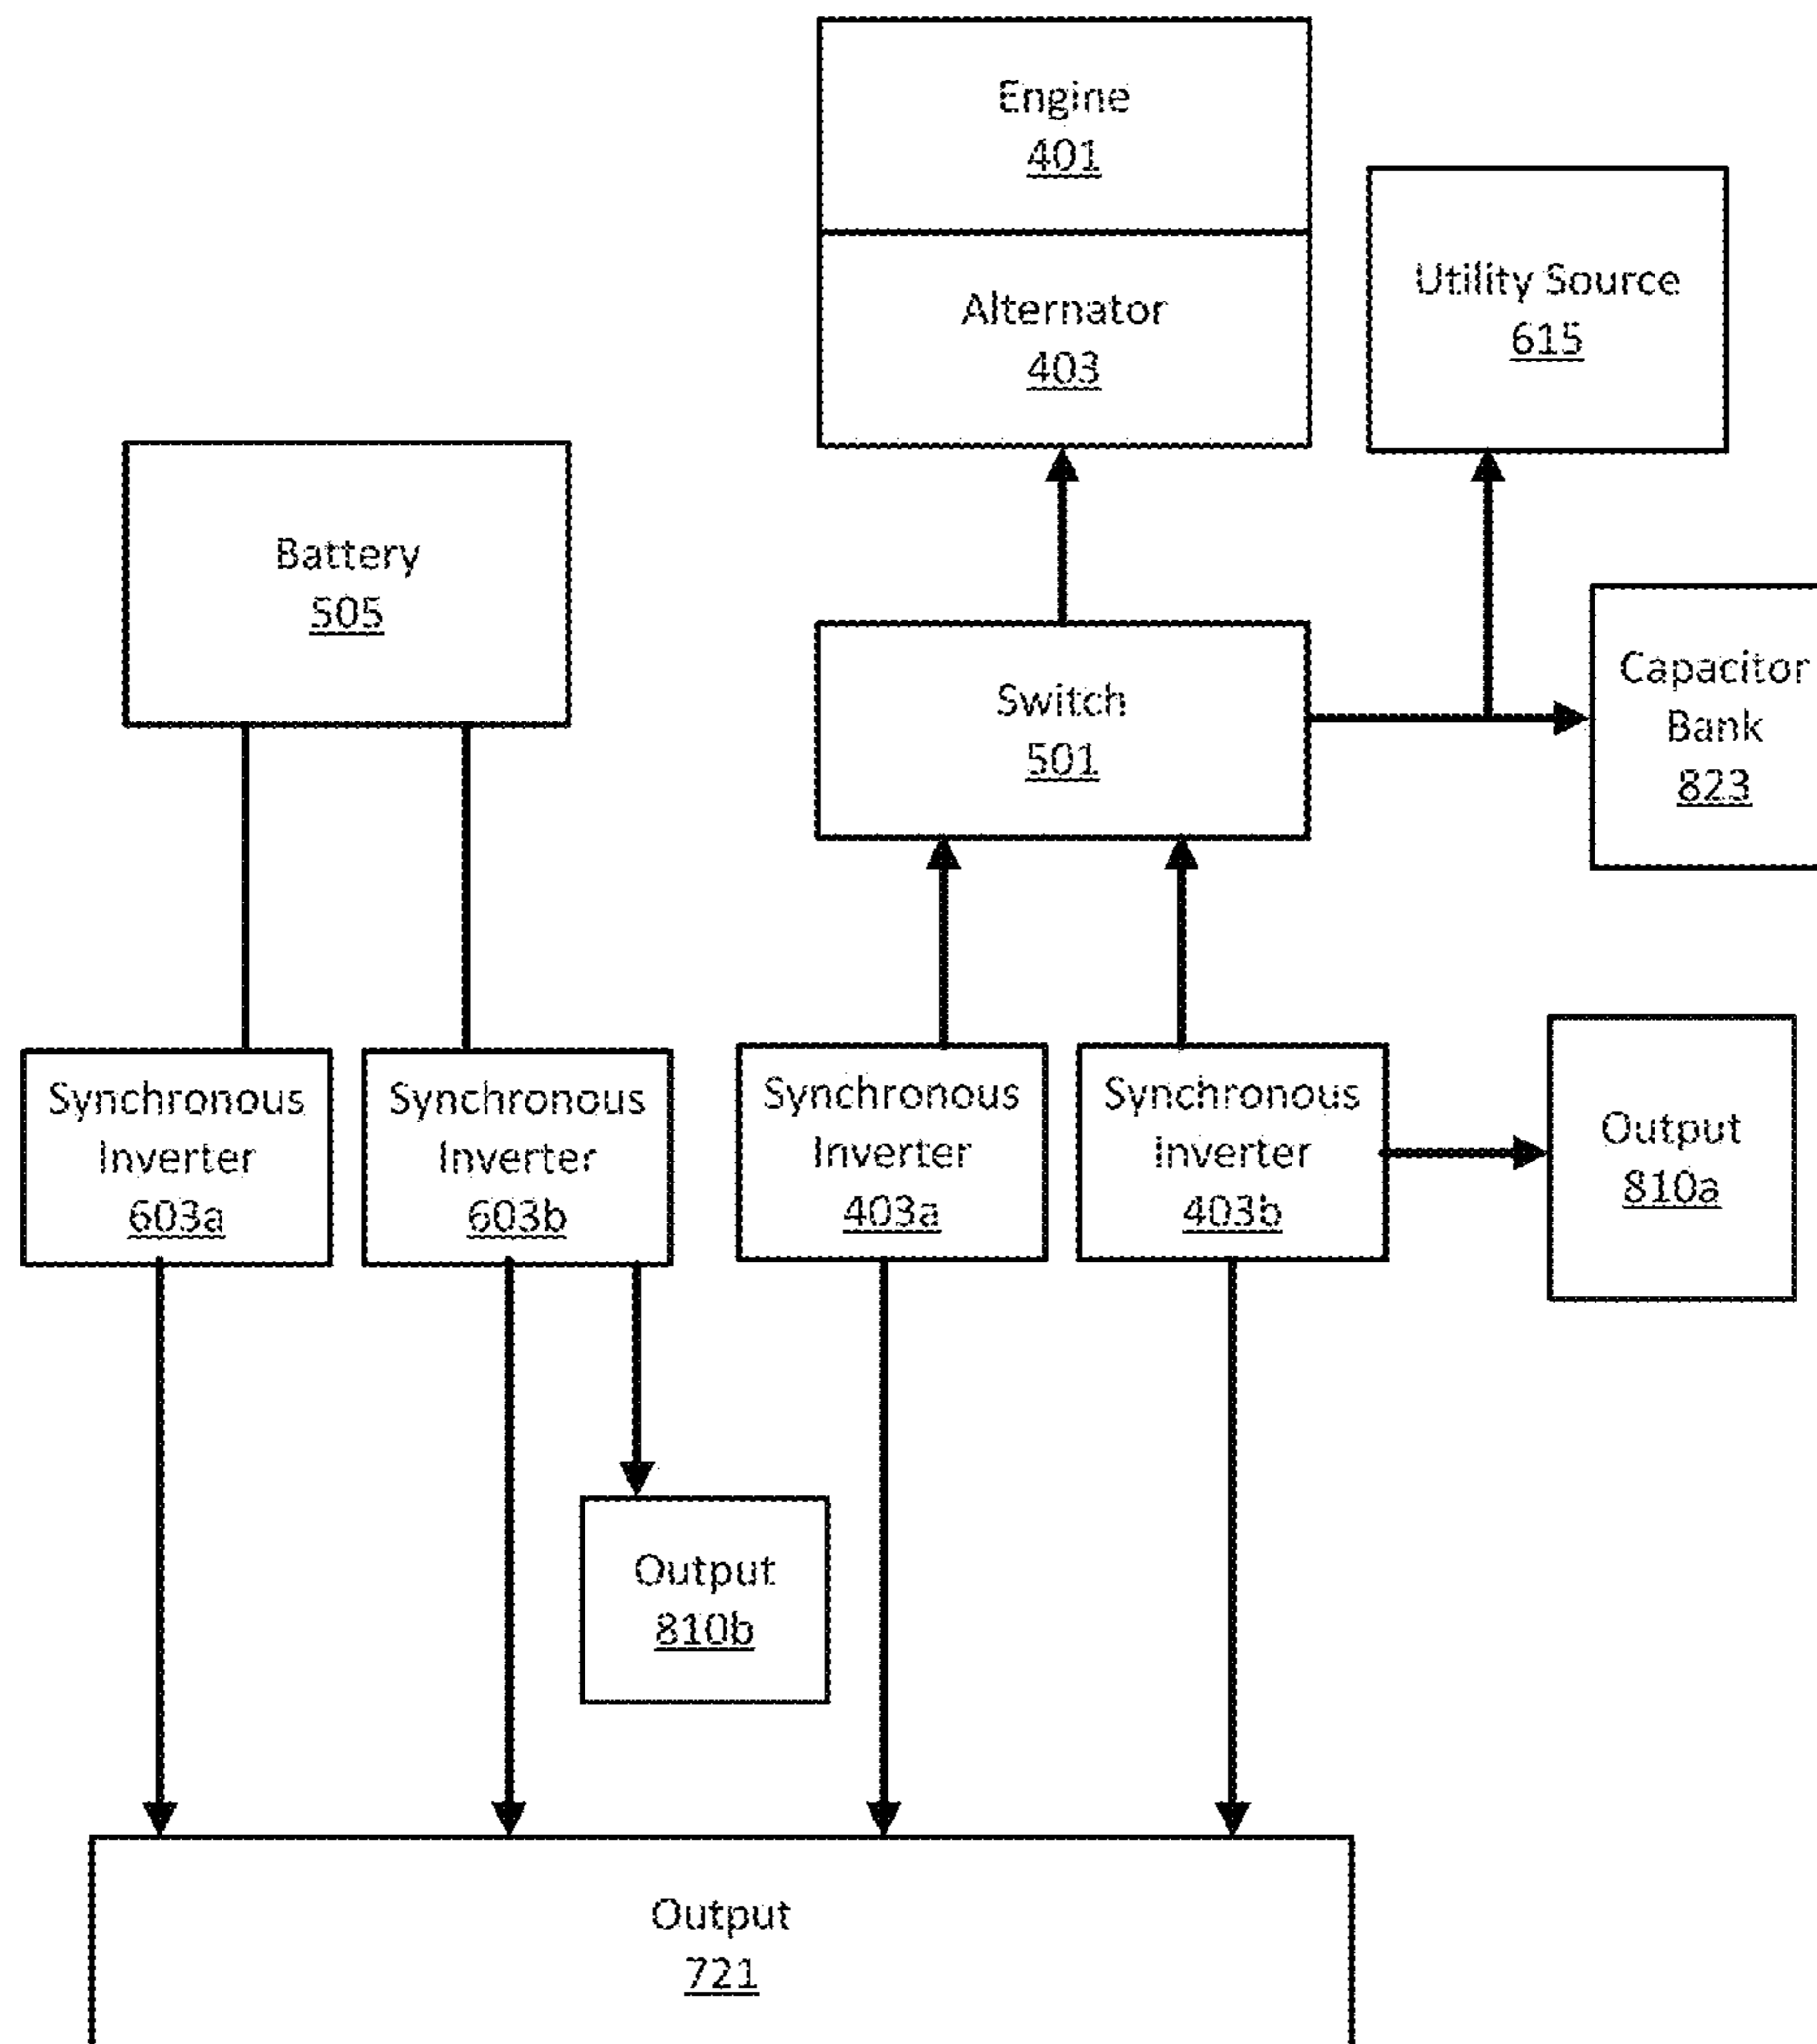 Engine
401
Alternator
403
Utility Source
615
Battery
505
Switch
501
Capacitor
Bank
823
Synchronous
Inverter
603a
Synchronous
Inverter
603b
Synchronous
Inverter
403a
Synchronous
Inverter
403b
Output
810a
Output
810b
Output
721